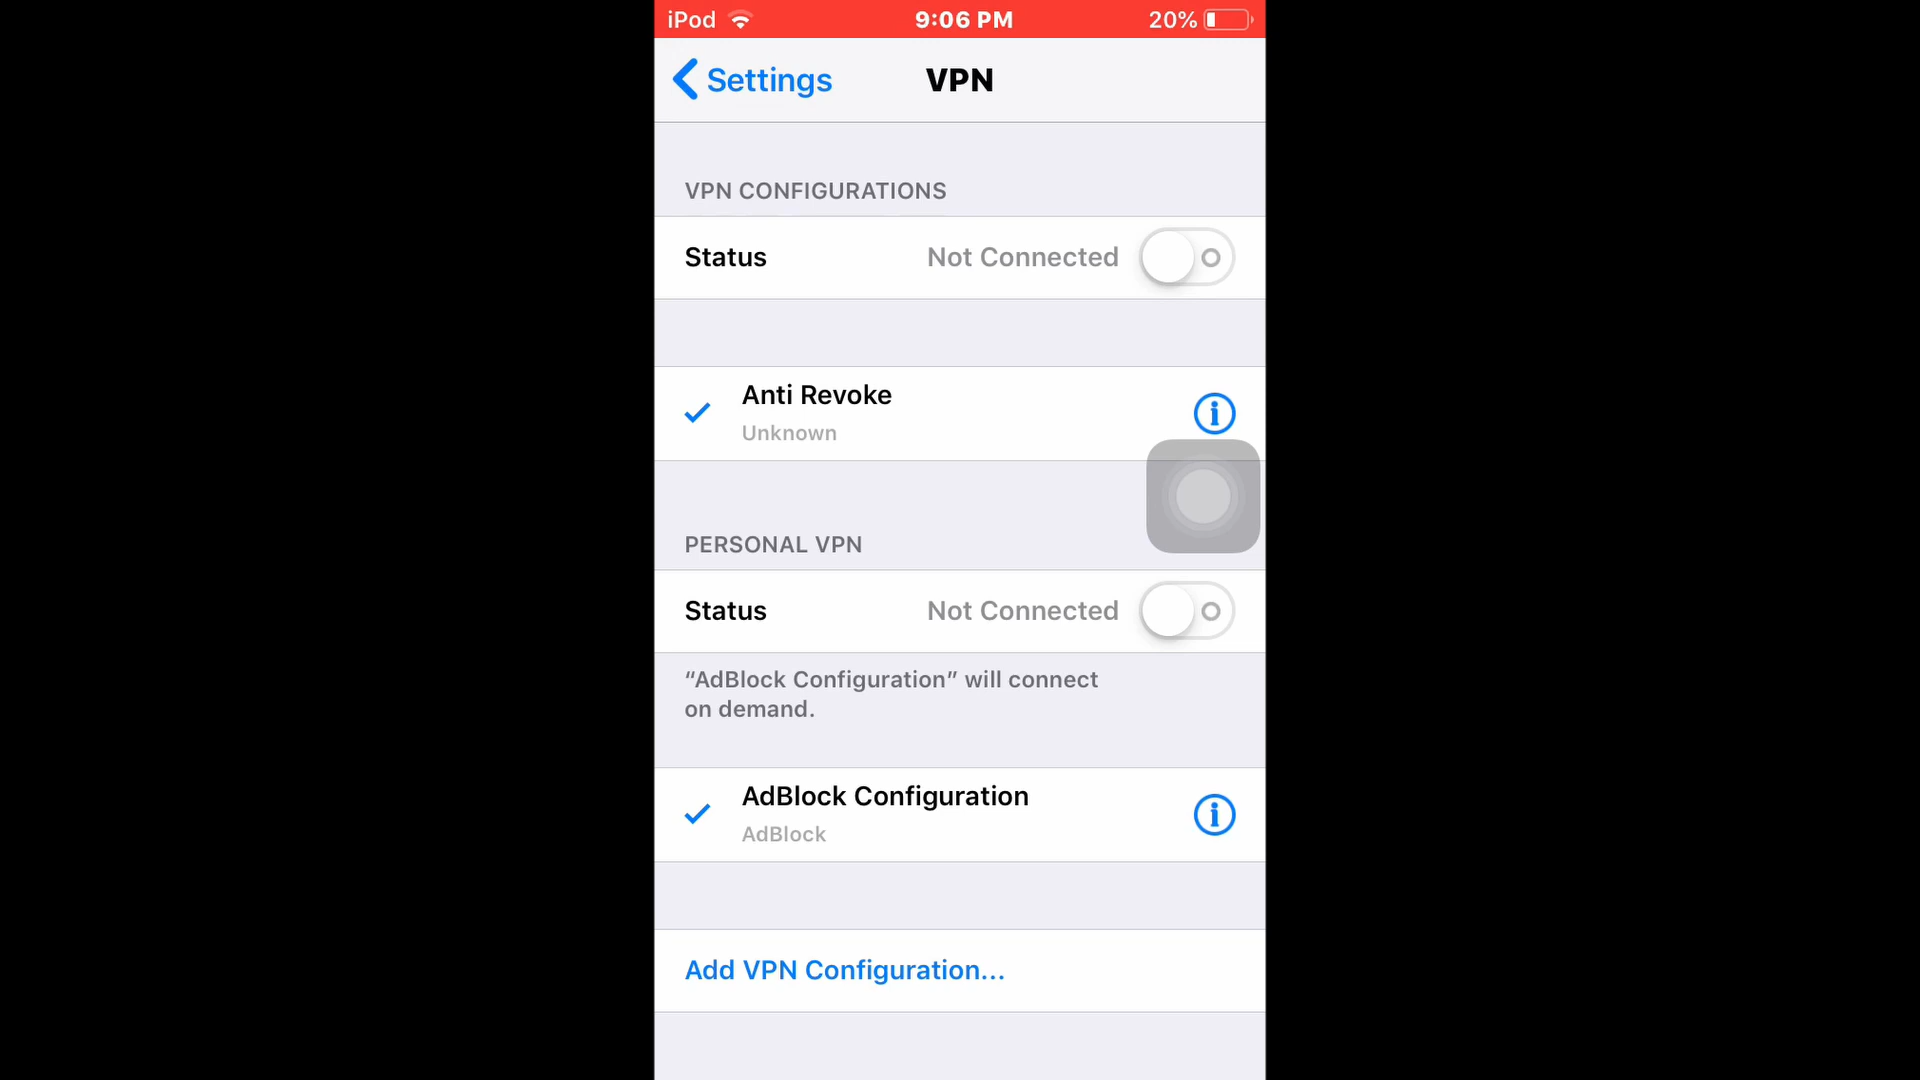 iPod 9:06 PM 20%
Settings VPN
VPN CONFIGURATIONS
Status Not Connected
Anti Revoke
Unknown
PERSONAL VPN
Status Not Connected
“AdBlock Configuration” will connect
on demand.
AdBlock Configuration
AdBlock
Add VPN Configuration...